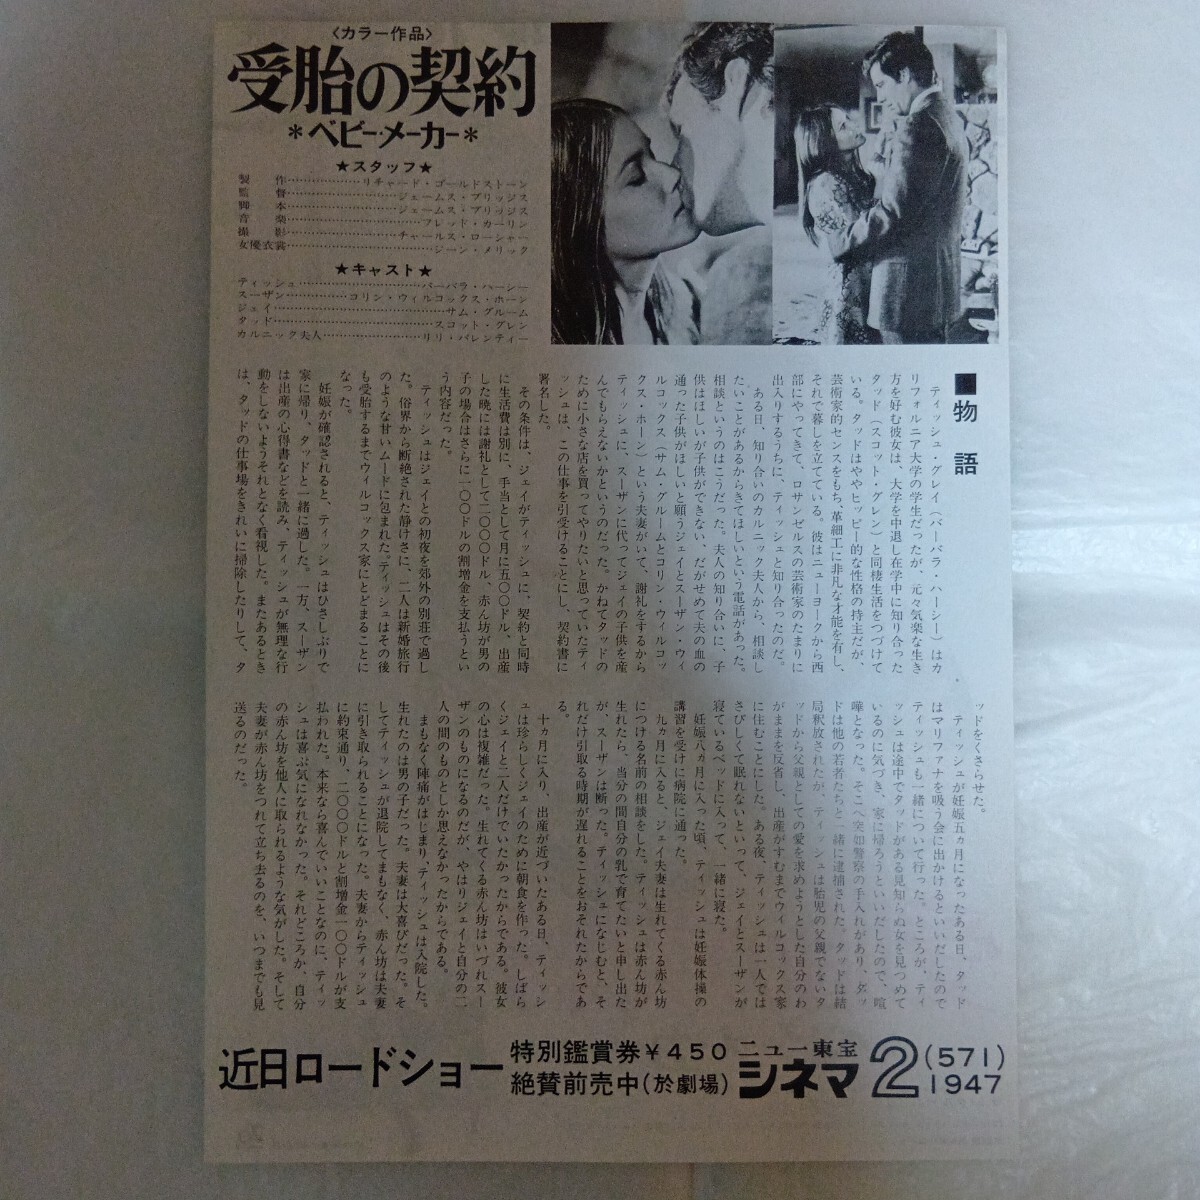 〈カラー作品〉
受胎の契約
＊ベビー・メーカー＊
★スタッフ★
製作……………リチャード・ゴールドストーン
監督……………ジェームス・ブリッジス
脚本……………ジェームス・ブリッジス
音楽……………フレッド・カーリン
撮影……………チャールス・ローシャー
女優衣裳……………ジーン・メリック
★キャスト★
ティッシュ……………バーバラ・ハーシー
スーザン……………コリン・ウィルコックス・ホーン
ジェイ……………サム・グルーム
タッド……………スコット・グレン
カルニック夫人……………リリ・バレンティー
■物語
ティッシュ・グレイ（バーバラ・ハーシー）はカ
リフォルニア大学の学生だったが、元々気楽な生き
方を好む彼女は、大学を中退し在学中に知り合った
タッド（スコット・グレン）と同棲生活をつづけて
いる。タッドはややヒッピー的な性格の持主だが、
芸術家的センスをもち、革細工に非凡な才能を有し、
それで暮しを立てている。彼はニューヨークから西
部にやってきて、ロサンゼルスの芸術家のたまりに
出入りするうちに、ティッシュと知り合ったのだ。
ある日、知り合いのカルニック夫人から、相談し
たいことがあるからきてほしいという電話があった。
相談というのはこうだった。夫人の知り合いに、子
供はほしいが子供ができない、だがせめて夫の血の
通った子供がほしいと願うジェイとスーザン・ウィ
ルコックス（サム・グルームとコリン・ウィルコッ
クス・ホーン）という夫妻がいて、謝礼をするから
ティッシュに、スーザンに代ってジェイの子供を産
んでもらえないかというのだった。かねてタッドの
ために小さな店を買ってやりたいと思っていたティ
ッシュは、この仕事を引受けることにし、契約書に
署名した。
その条件は、ジェイがティッシュに、契約と同時
に生活費は別に、手当として月に五〇〇ドル、出産
した暁には謝礼として二〇〇〇ドル、赤ん坊が男の
子の場合はさらに一〇〇ドルの割増金を支払うとい
う内容だった。
ティッシュはジェイとの初夜を郊外の別荘で過し
た。俗界から断絶された静けさに、二人は新婚旅行
のような甘いムードに包まれた。ティッシュはその後
も受胎するまでウィルコックス家にとどまることに
なった。
妊娠が確認されると、ティッシュはひさしぶりで
家に帰り、タッドと一緒に過した。一方、スーザン
は出産の心得書などを読み、ティッシュが無理な行
動をしないようそれとなく看視した。またあるとき
は、タッドの仕事場をきれいに掃除したりして、タ
ッドをくさらせた。
ティッシュが妊娠五ヵ月になったある日、タッド
はマリファナを吸う会に出かけるといいだしたので
ティッシュも一緒について行った。ところが、ティ
ッシュは途中でタッドがある見知らぬ女を見つめて
いるのに気づき、家に帰ろうといいだしたので、喧
嘩となった。そこへ突如警察の手入れがあり、タッ
ドは他の若者たちと一緒に逮捕された。タッドは結
局釈放されたが、ティッシュは胎児の父親でないタ
ッドから父親としての愛を求めようとした自分のわ
がままを反省し、出産がすむまでウィルコックス家
に住むことにした。ある夜、ティッシュは一人では
さびしくて眠れないといって、ジェイとスーザンが
寝ているベッドに入って、一緒に寝た。
妊娠八ヵ月に入った頃、ティッシュは妊娠体操の
講習を受けに病院に通った。
九ヵ月に入ると、ジェイ夫妻は生れてくる赤ん坊
につける名前の相談をした。ティッシュは赤ん坊が
生れたら、当分の間自分の乳で育てたいと申し出た
が、スーザンは断った。ティッシュになじむと、そ
れだけ引取る時期が遅れることをおそれたからであ
る。
十ヵ月に入り、出産が近づいたある日、ティッシ
ュは珍らしくジェイのために朝食を作った。しばら
くジェイと二人だけでいたかったからである。彼女
の心は複雑だった。生れてくる赤ん坊はいづれスー
ザンのものになるのだが、やはりジェイと自分の二
人の間のものとしか思えなかったからである。
まもなく陣痛がはじまり、ティッシュは入院した。
生れたのは男の子だった。夫妻は大喜びだった。そ
してティッシュが退院してまもなく、赤ん坊は夫妻
に引き取られることになった。夫妻からティッシュ
に約束通り、二〇〇〇ドルと割増金一〇〇ドルが支
払われた。本来なら喜んでいいことなのに、ティッ
シュは喜ぶ気になれなかった。それどころか、自分
の赤ん坊を他人に取られるような気がした。そして
夫妻が赤ん坊をつれて立ち去るのを、いつまでも見
送るのだった。
近日ロードショー
特別鑑賞券￥450
絶賛前売中（於劇場）
ニュー東宝
シネマ2
(571)
1947